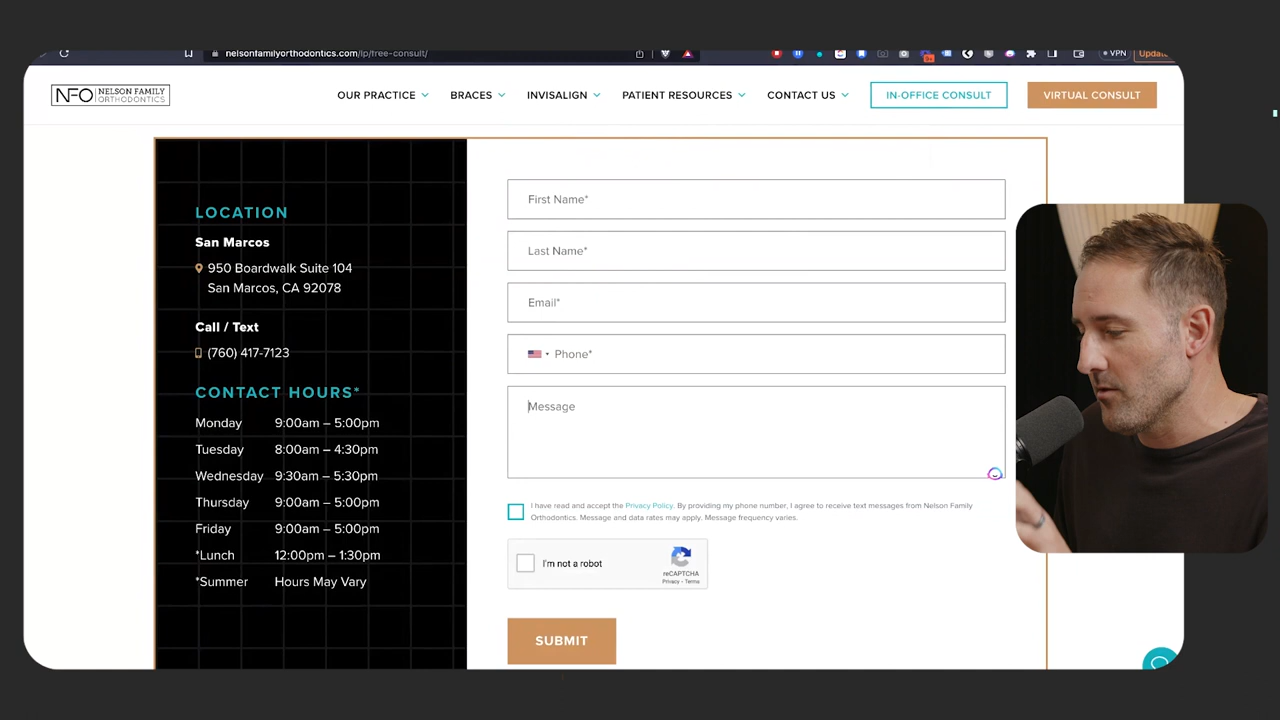 nelsonfamilyorthodontics.com/lp/free-consult/
VPN
Update
NFO NELSON FAMILY
ORTHODONTICS
OUR PRACTICE
BRACES
INVISALIGN
PATIENT RESOURCES
CONTACT US
IN-OFFICE CONSULT
VIRTUAL CONSULT
LOCATION
San Marcos
950 Boardwalk Suite 104
San Marcos, CA 92078
Call / Text
(760) 417-7123
CONTACT HOURS*
Monday 9:00am – 5:00pm
Tuesday 8:00am – 4:30pm
Wednesday 9:30am – 5:30pm
Thursday 9:00am – 5:00pm
Friday 9:00am – 5:00pm
*Lunch 12:00pm – 1:30pm
*Summer Hours May Vary
First Name*
Last Name*
Email*
Phone*
Message
I have read and accept the Privacy Policy. By providing my phone number, I agree to receive text messages from Nelson Family
Orthodontics. Message and data rates may apply. Message frequency varies.
I'm not a robot
reCAPTCHA
Privacy - Terms
SUBMIT